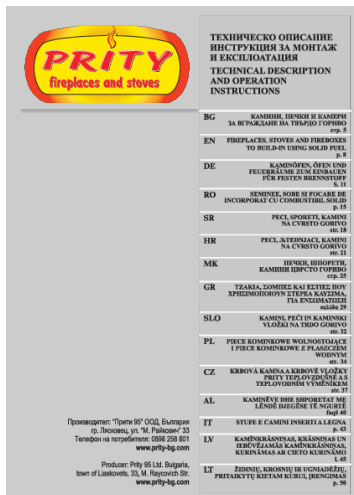 PRITY
fireplaces and stoves
ТЕХНИЧЕСКО ОПИСАНИЕ
ИНСТРУКЦИЯ ЗА МОНТАЖ
И ЕКСПЛОАТАЦИЯ
TECHNICAL DESCRIPTION
AND OPERATION
INSTRUCTIONS
BG КАМИНИ, ПЕЧКИ И КАМЕРИ
ЗА ВГРАЖДАНЕ НА ТВЪРДО ГОРИВО
стр. 5
EN FIREPLACES, STOVES AND FIREBOXES
TO BUILD-IN USING SOLID FUEL
p. 8
DE KAMINÖFEN, ÖFEN UND
FEUERRÄUME ZUM EINBAUEN
FÜR FESTEN BRENNSTOFF
S. 11
RO SEMINEE, SOBE SI FOCARE DE
INCORPORAT CU COMBUSTIBIL SOLID
p. 15
SR PECI, SPORETI, KAMINI
NA CVRSTO GORIVO
str. 18
HR PECI, ŠTEDNJACI, KAMINI
NA CVRSTO GORIVO
str. 21
MK ПЕЧКИ, ШПОРЕТИ,
КАМИНИ ЦВРСТО ГОРИВО
стр. 25
GR ΤΖΑΚΙΑ, ΣΟΜΠΕΣ ΚΑΙ ΕΣΤΙΕΣ ΠΟΥ
ΧΡΗΣΙΜΟΠΟΙΟΥΝ ΣΤΕΡΕΑ ΚΑΥΣΙΜΑ,
ΓΙΑ ΕΝΣΩΜΑΤΩΣΗ
σελίδα 29
SLO KAMINI, PEĆI IN KAMINSKI
VLOŽKI NA TRDO GORIVO
str. 32
PL PIECE KOMINKOWE WOLNOSTOJĄCE
I PIECE KOMINKOWE Z PŁASZCZEM
WODNYM
str. 34
CZ KRBOVÁ KAMNA A KRBOVÉ VLOŽKY
PRITY TEPLOVZDUŠNÉ A S
TEPLOVODNÍM VÝMĚNÍKEM
str. 37
AL KAMINËVE DHE SHPORETAT ME
LËNDË DJEGËSE TË NGURTË
faqi 40
IT STUFE E CAMINI INSERTI A LEGNA
p. 43
LV KAMĪNKRĀSNIŅAS, KRĀSNIŅAS UN
IEBŪVĒJAMĀS KAMĪNKRĀSNIŅAS,
KURINĀMAS AR CIETO KURINĀMO
l. 45
LT ŽIDINIŲ, KROSNIŲ IR UGNIADĖŽIŲ,
PRITAIKYTŲ KIETAM KURUI, ĮRENGIMAS
p. 50
Производител: "Прити 95" ООД, България
гр. Лясковец, ул. "М. Райкович" 33
Телефон на потребителя: 0898 258 801
www.prity-bg.com
Producer: Prity 95 Ltd. Bulgaria,
town of Liaskovets, 33, M. Raycovich Str.
www.prity-bg.com